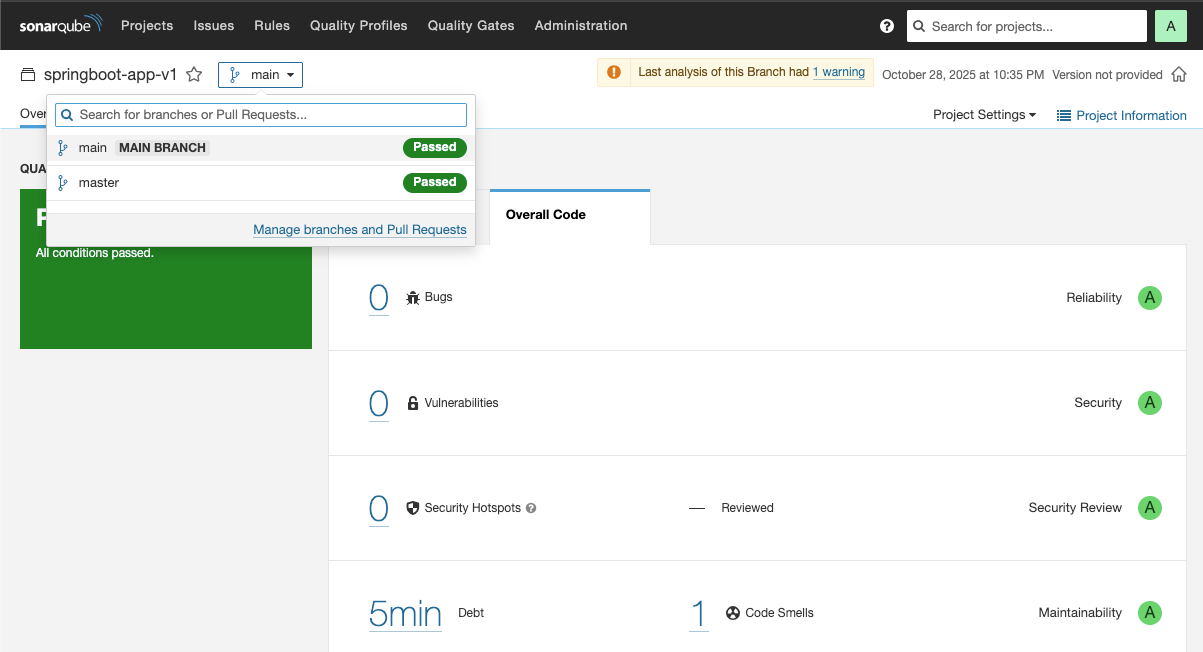 sonarqube Projects Issues Rules Quality Profiles Quality Gates Administration ? Search for projects... A
springboot-app-v1 main Last analysis of this Branch had 1 warning October 28, 2025 at 10:35 PM Version not provided
Over Project Settings Project Information
Search for branches or Pull Requests...
main MAIN BRANCH Passed
master Passed
Manage branches and Pull Requests
QUA
P
All conditions passed.
Overall Code
0 Bugs Reliability A
0 Vulnerabilities Security A
0 Security Hotspots ? — Reviewed Security Review A
5min Debt 1 Code Smells Maintainability A